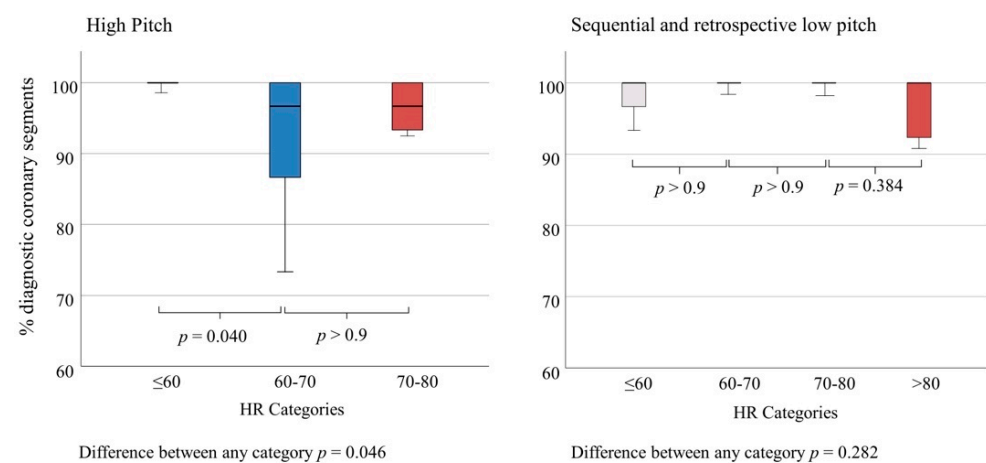 High Pitch
% diagnostic coronary segments
100
90
80
70
60
p = 0.040
p > 0.9
≤60
60-70
70-80
HR Categories
Difference between any category p = 0.046
Sequential and retrospective low pitch
100
90
80
70
60
p > 0.9
p > 0.9
p = 0.384
≤60
60-70
70-80
>80
HR Categories
Difference between any category p = 0.282